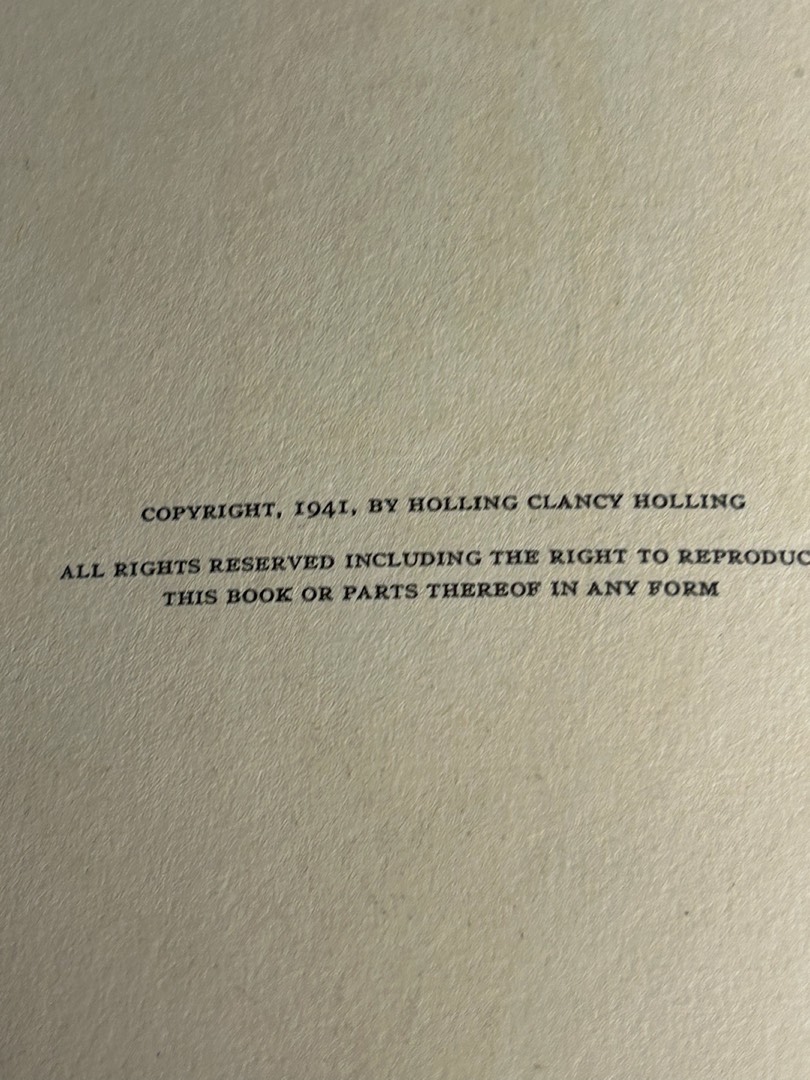 COPYRIGHT, 1941, BY HOLLING CLANCY HOLLING
ALL RIGHTS RESERVED INCLUDING THE RIGHT TO REPRODUC
THIS BOOK OR PARTS THEREOF IN ANY FORM